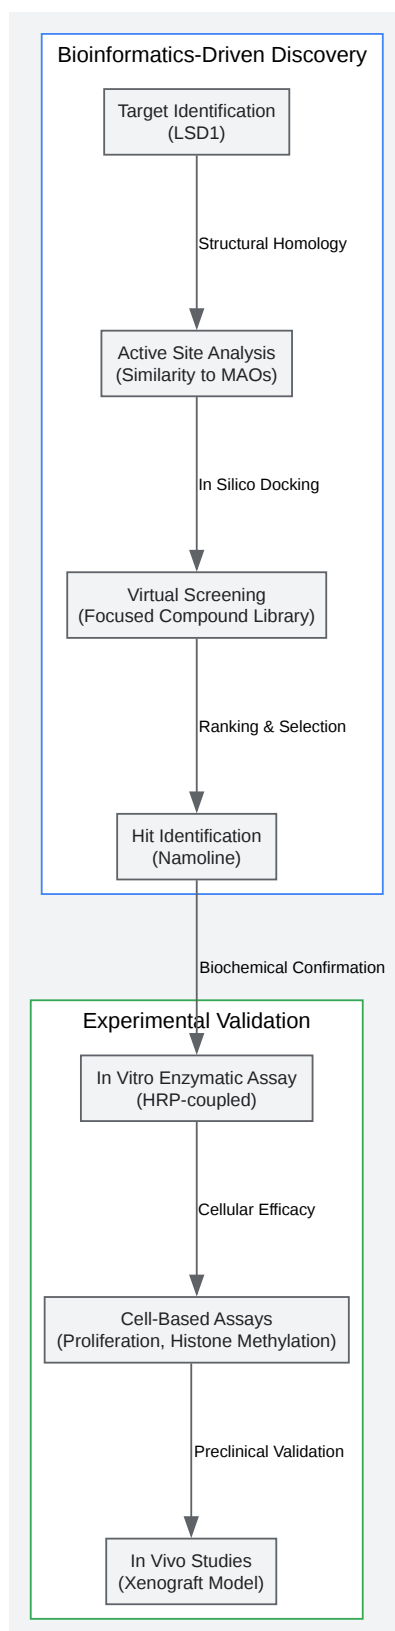 Bioinformatics-Driven Discovery
Target Identification
(LSD1)
Structural Homology
Active Site Analysis
(Similarity to MAOs)
In Silico Docking
Virtual Screening
(Focused Compound Library)
Ranking & Selection
Hit Identification
(Namoline)
Biochemical Confirmation
Experimental Validation
In Vitro Enzymatic Assay
(HRP-coupled)
Cellular Efficacy
Cell-Based Assays
(Proliferation, Histone Methylation)
Preclinical Validation
In Vivo Studies
(Xenograft Model)